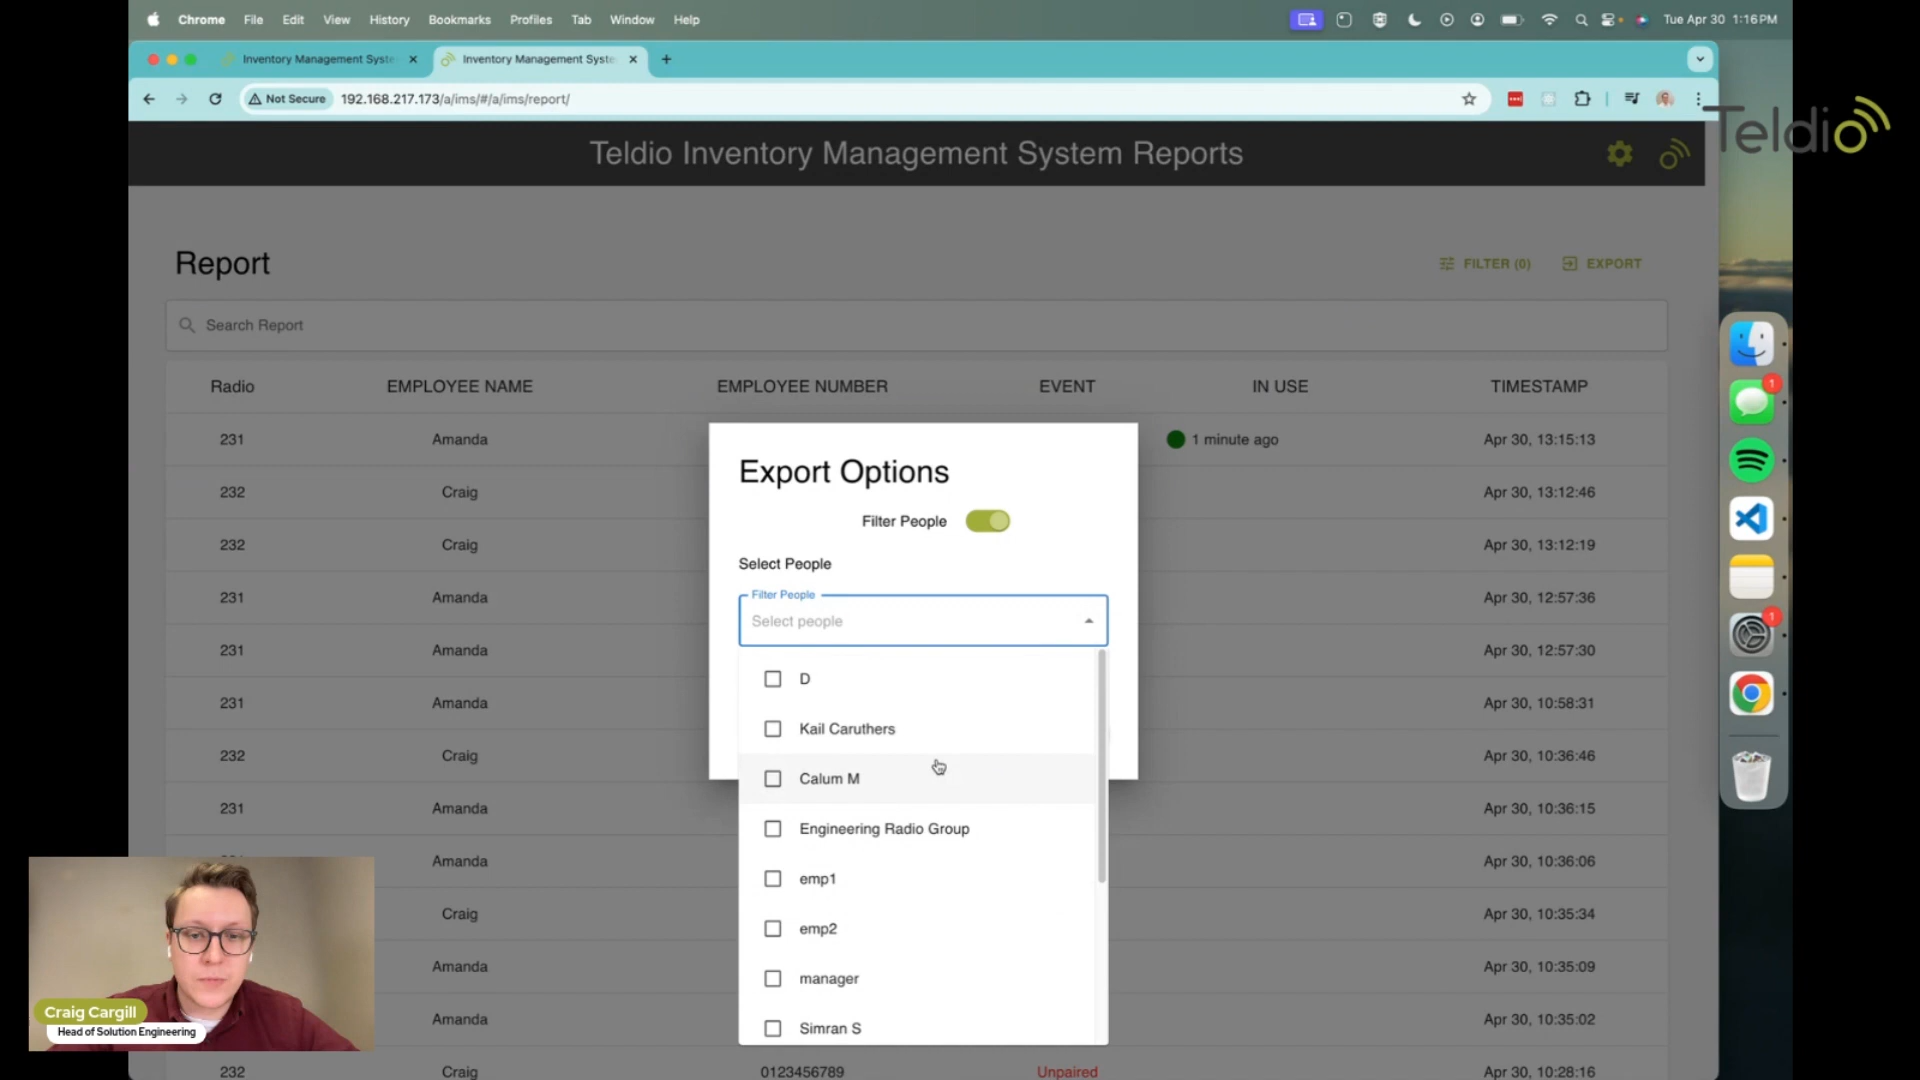 Chrome File Edit View History Bookmarks Profiles Tab Window Help Tue Apr 30 1:16 PM
Inventory Management Syste Inventory Management Syste
Not Secure 192.168.217.173/a/ims/#/a/ims/report/
Teldio
Teldio Inventory Management System Reports
Report FILTER (0) EXPORT
Search Report
Radio EMPLOYEE NAME EMPLOYEE NUMBER EVENT IN USE TIMESTAMP
231 Amanda 1 minute ago Apr 30, 13:15:13
232 Craig Apr 30, 13:12:46
232 Craig Apr 30, 13:12:19
231 Amanda Apr 30, 12:57:36
231 Amanda Apr 30, 12:57:30
231 Amanda Apr 30, 10:58:31
232 Craig Apr 30, 10:36:46
231 Amanda Apr 30, 10:36:15
Amanda Apr 30, 10:36:06
Craig Apr 30, 10:35:34
Amanda Apr 30, 10:35:09
Amanda Apr 30, 10:35:02
232 Craig 0123456789 Unpaired Apr 30, 10:28:16
Export Options
Filter People
Select People
Filter People
Select people
D
Kail Caruthers
Calum M
Engineering Radio Group
emp1
emp2
manager
Simran S
1
1
Craig Cargill
Head of Solution Engineering